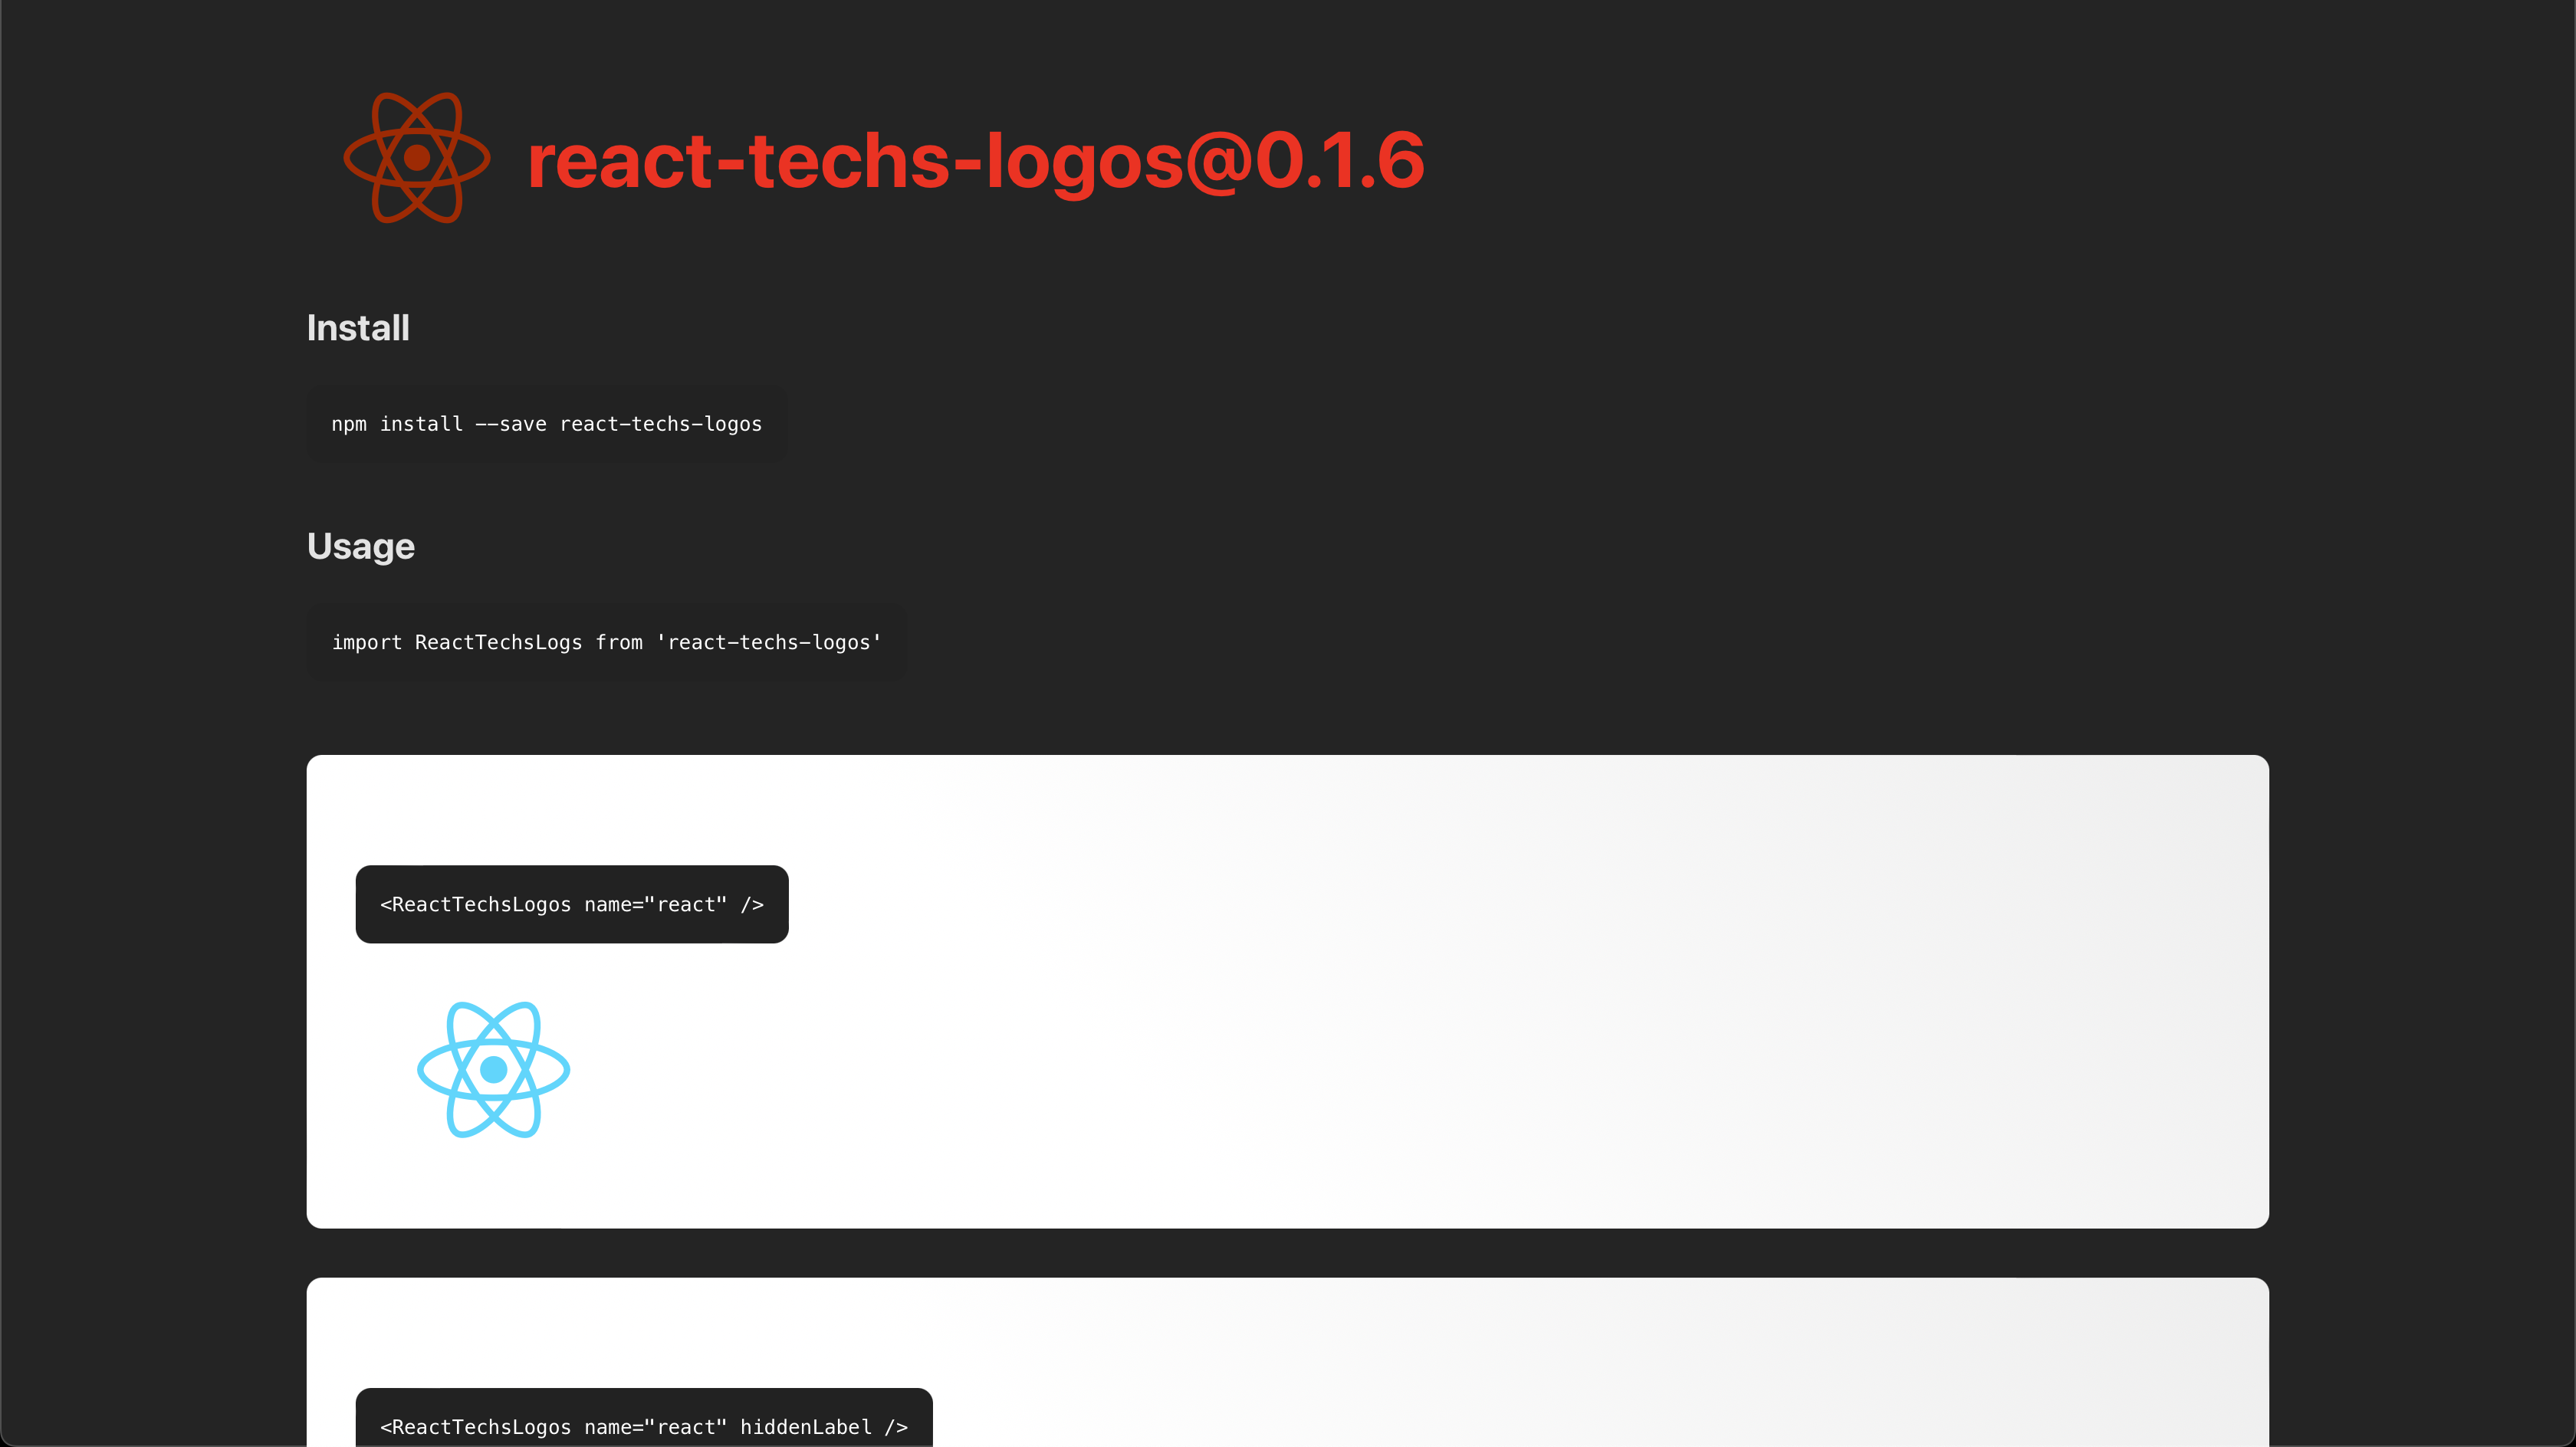 react-techs-logos@0.1.6
Install
npm install --save react-techs-logos
Usage
import ReactTechsLogs from 'react-techs-logos'
<ReactTechsLogos name="react" />
<ReactTechsLogos name="react" hiddenLabel />